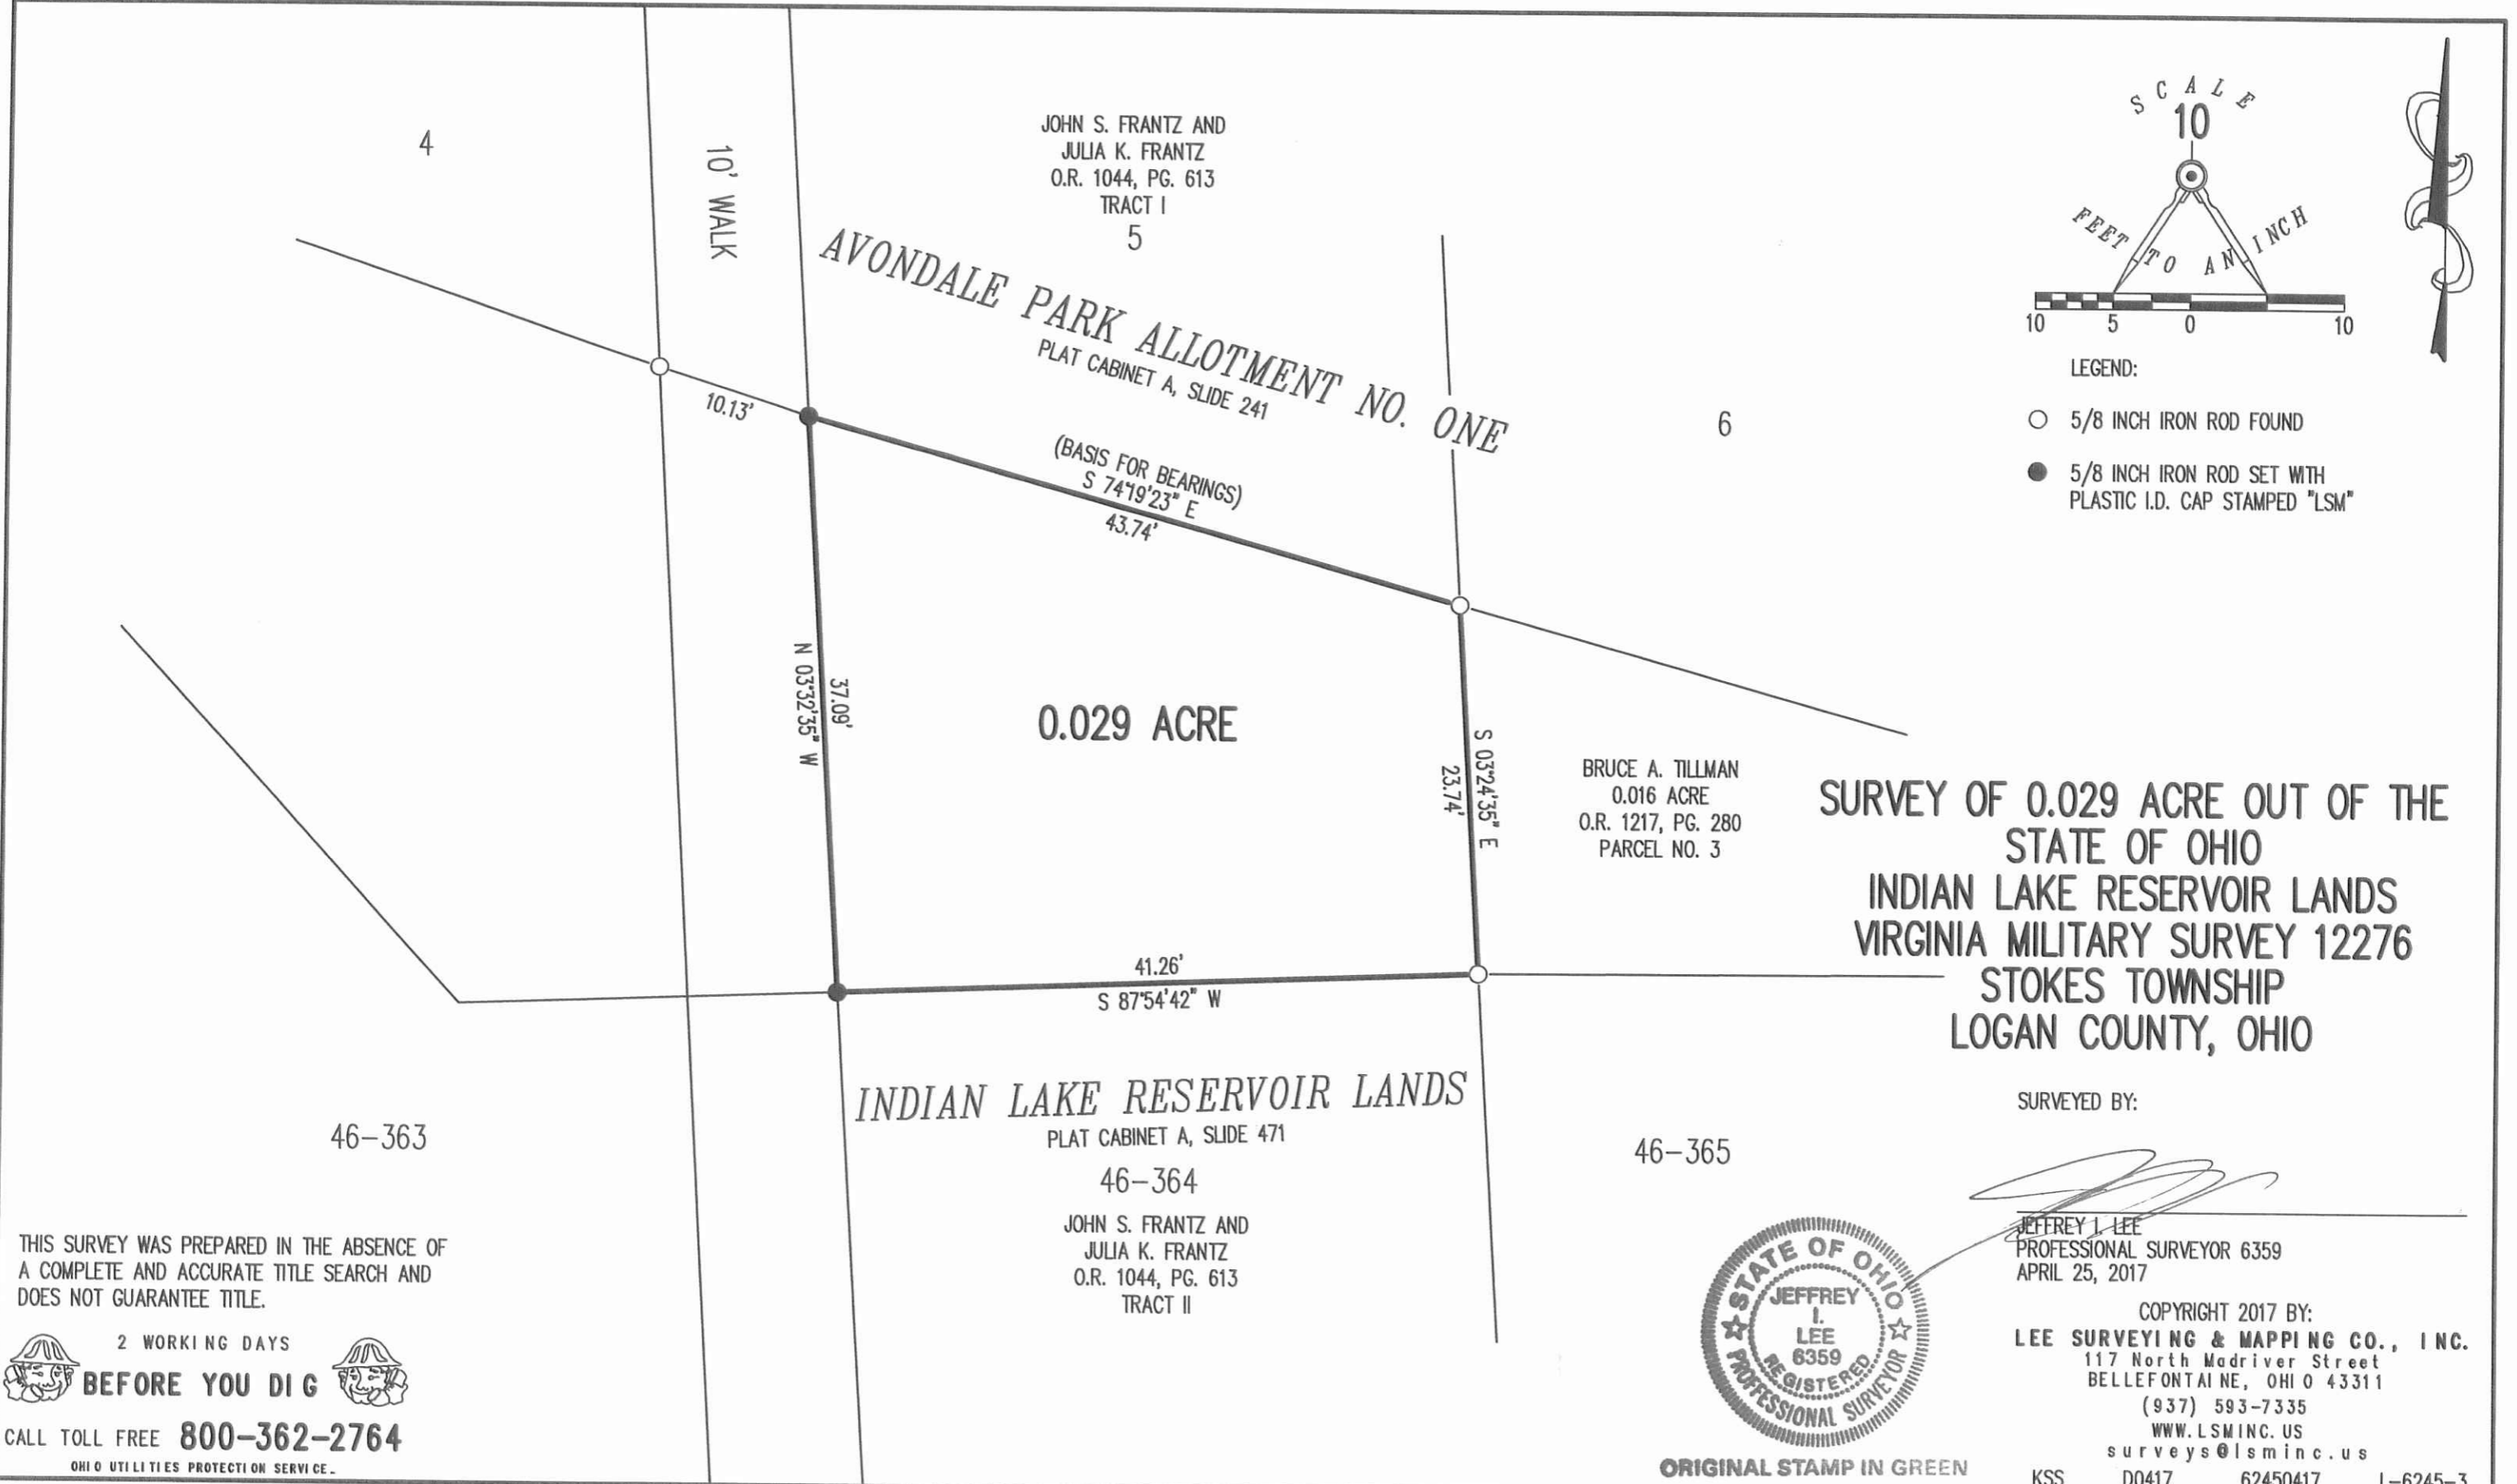 4
10' WALK
JOHN S. FRANTZ AND
JULIA K. FRANTZ
O.R. 1044, PG. 613
TRACT I
5
AVONDALE PARK ALLOTMENT NO. ONE
PLAT CABINET A, SLIDE 241
6
10.13'
(BASIS FOR BEARINGS)
S 74°19'23" E
43.74'
N 03°32'35" W
37.09'
0.029 ACRE
S 03°24'35" E
23.74'
BRUCE A. TILLMAN
0.016 ACRE
O.R. 1217, PG. 280
PARCEL NO. 3
41.26'
S 87°54'42" W
INDIAN LAKE RESERVOIR LANDS
PLAT CABINET A, SLIDE 471
46-363
46-364
46-365
JOHN S. FRANTZ AND
JULIA K. FRANTZ
O.R. 1044, PG. 613
TRACT II
SCALE
10
FEET TO AN INCH
10 5 0 10
LEGEND:
5/8 INCH IRON ROD FOUND
5/8 INCH IRON ROD SET WITH
PLASTIC I.D. CAP STAMPED "LSM"
SURVEY OF 0.029 ACRE OUT OF THE
STATE OF OHIO
INDIAN LAKE RESERVOIR LANDS
VIRGINIA MILITARY SURVEY 12276
STOKES TOWNSHIP
LOGAN COUNTY, OHIO
SURVEYED BY:
JEFFREY I. LEE
PROFESSIONAL SURVEYOR 6359
APRIL 25, 2017
COPYRIGHT 2017 BY:
LEE SURVEYING & MAPPING CO., INC.
117 North Madriver Street
BELLEFONTAINE, OHIO 43311
(937) 593-7335
WWW.LSMINC.US
surveys@lsminc.us
KSS D0417 62450417 L-6245-3
STATE OF OHIO
JEFFREY
I.
LEE
6359
REGISTERED
PROFESSIONAL SURVEYOR
ORIGINAL STAMP IN GREEN
THIS SURVEY WAS PREPARED IN THE ABSENCE OF
A COMPLETE AND ACCURATE TITLE SEARCH AND
DOES NOT GUARANTEE TITLE.
2 WORKING DAYS
BEFORE YOU DIG
CALL TOLL FREE 800-362-2764
OHIO UTILITIES PROTECTION SERVICE.